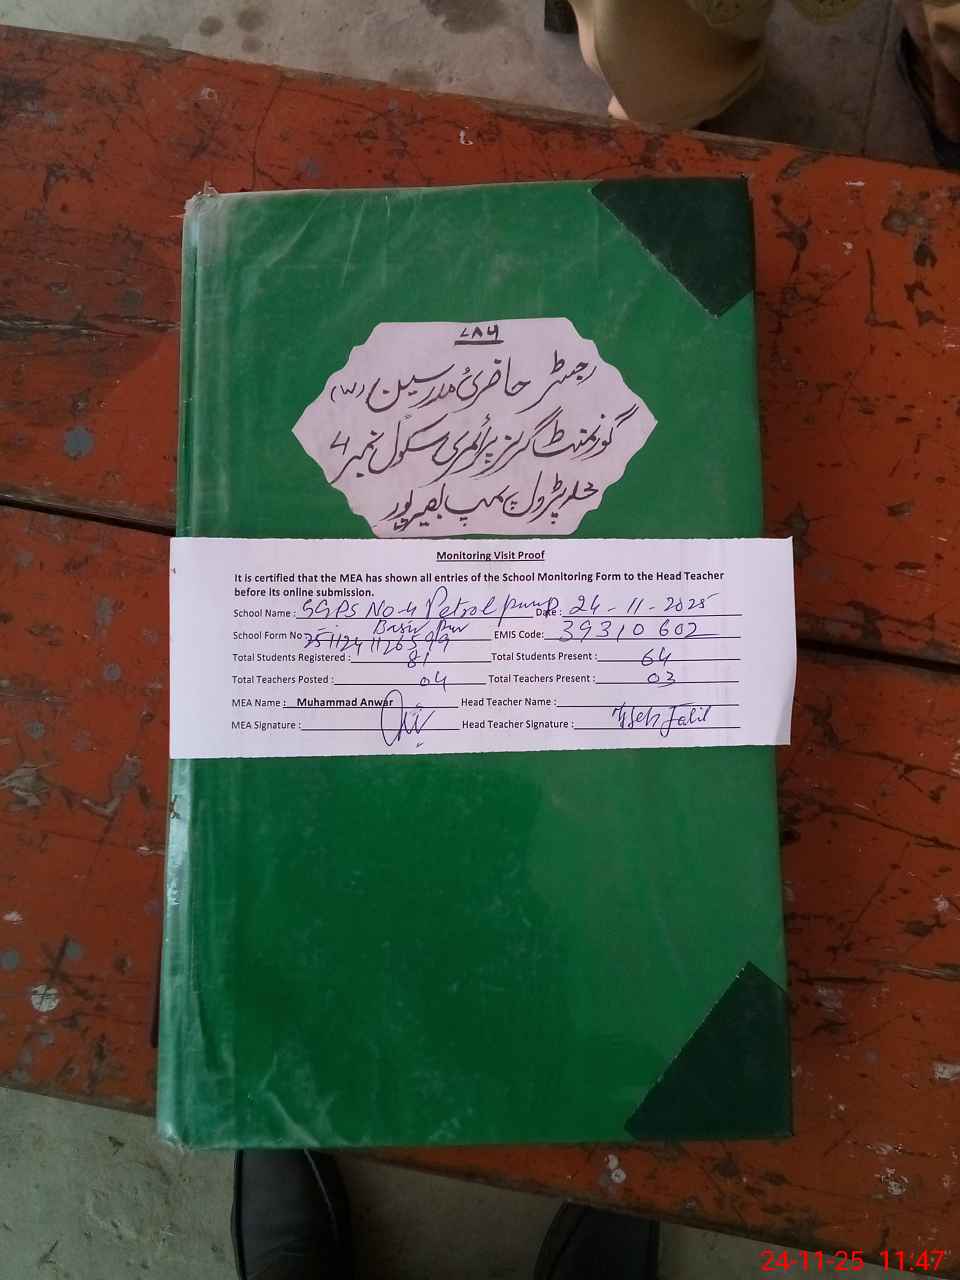 ۷۸۶
رجسٹر حاضری مدرسین (W)
گورنمنٹ گرلز پرائمری سکول نمبر 4
محلہ پٹرول پمپ بصیرپور
Monitoring Visit Proof
It is certified that the MEA has shown all entries of the School Monitoring Form to the Head Teacher
before its online submission.
School Name : GGPS No-4 Petrol pump Date : 24-11-2025
Basir Pur
School Form No : EMIS Code: 39310602
Total Students Registered : 81 Total Students Present : 64
Total Teachers Posted : 04 Total Teachers Present : 03
MEA Name : Muhammad Anwar Head Teacher Name :
MEA Signature : Head Teacher Signature : Jalil
24-11-25 11:47